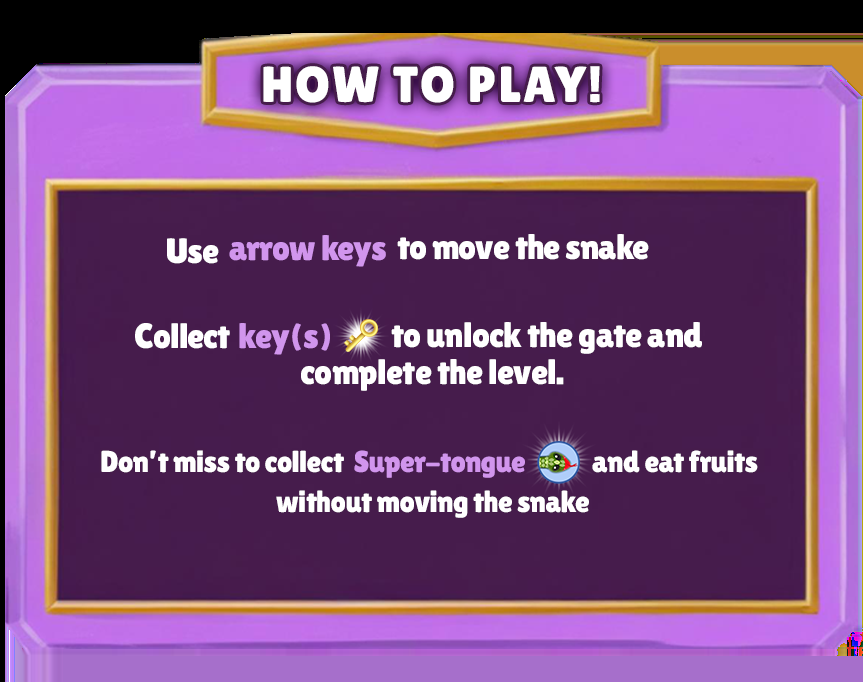 HOW TO PLAY!
Use arrow keys to move the snake
Collect key(s) to unlock the gate and
complete the level.
Don't miss to collect Super-tongue and eat fruits
without moving the snake